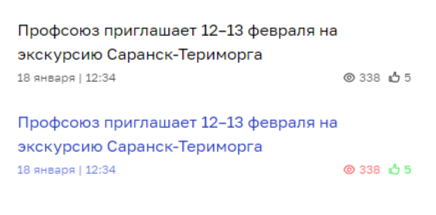 Профсоюз приглашает 12–13 февраля на
экскурсию Саранск-Териморга
18 января | 12:34 338 5
Профсоюз приглашает 12–13 февраля на
экскурсию Саранск-Териморга
18 января | 12:34 338 5